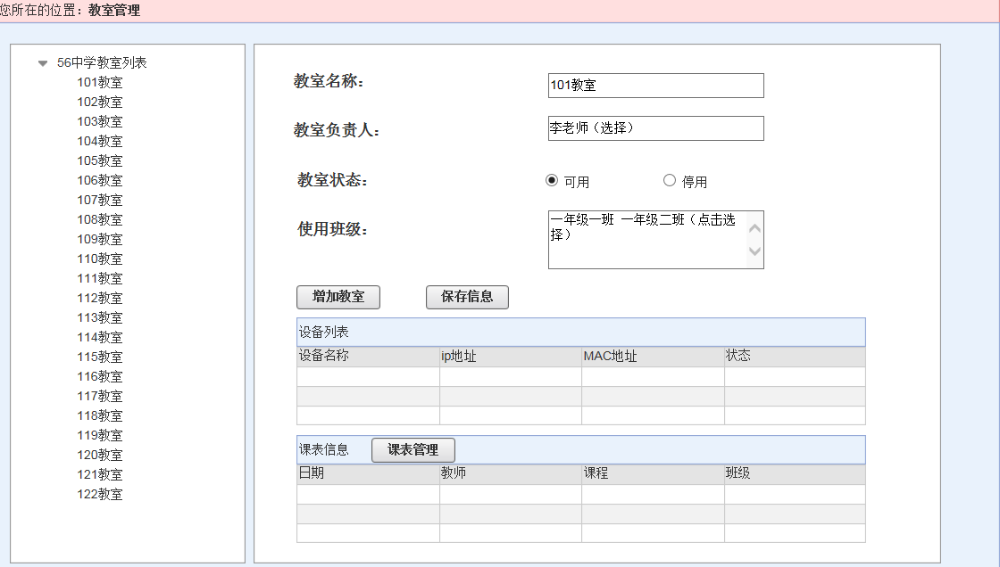 您所在的位置：教室管理
56中学教室列表
101教室
102教室
103教室
104教室
105教室
106教室
107教室
108教室
109教室
110教室
111教室
112教室
113教室
114教室
115教室
116教室
117教室
118教室
119教室
120教室
121教室
122教室
教室名称： 101教室
教室负责人： 李老师（选择）
教室状态： 可用 停用
使用班级： 一年级一班 一年级二班（点击选
择）
增加教室 保存信息
设备列表
设备名称 ip地址 MAC地址 状态
课表信息 课表管理
日期 教师 课程 班级